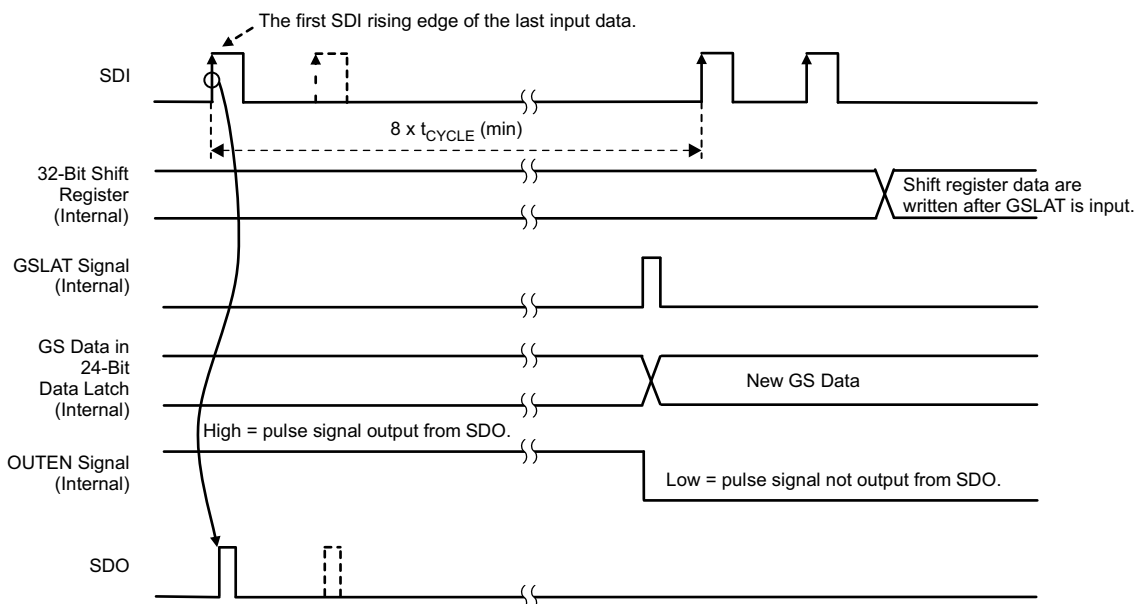 The first SDI rising edge of the last input data.
SDI
8 x tCYCLE (min)
32-Bit Shift
Register
(Internal)
Shift register data are
written after GSLAT is input.
GSLAT Signal
(Internal)
GS Data in
24-Bit
Data Latch
(Internal)
New GS Data
High = pulse signal output from SDO.
OUTEN Signal
(Internal)
Low = pulse signal not output from SDO.
SDO